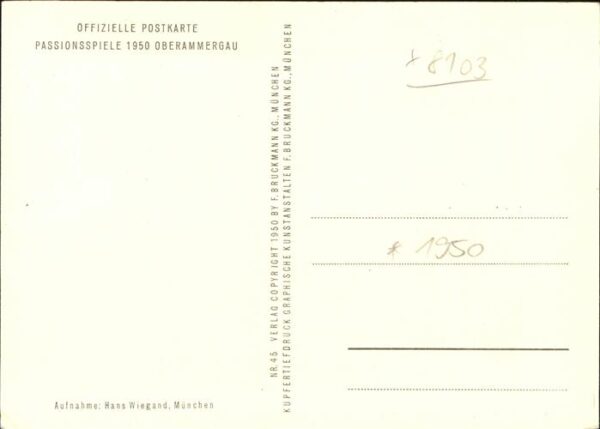 OFFIZIELLE POSTKARTE
PASSIONSSPIELE 1950 OBERAMMERGAU
Aufnahme: Hans Wiegand, München
NR. 45 VERLAG COPYRIGHT 1950 BY F. BRUCKMANN KG., MÜNCHEN
KUPFERTIEFDRUCK GRAPHISCHE KUNSTANSTALTEN F. BRUCKMANN KG., MÜNCHEN
8103
* 1950